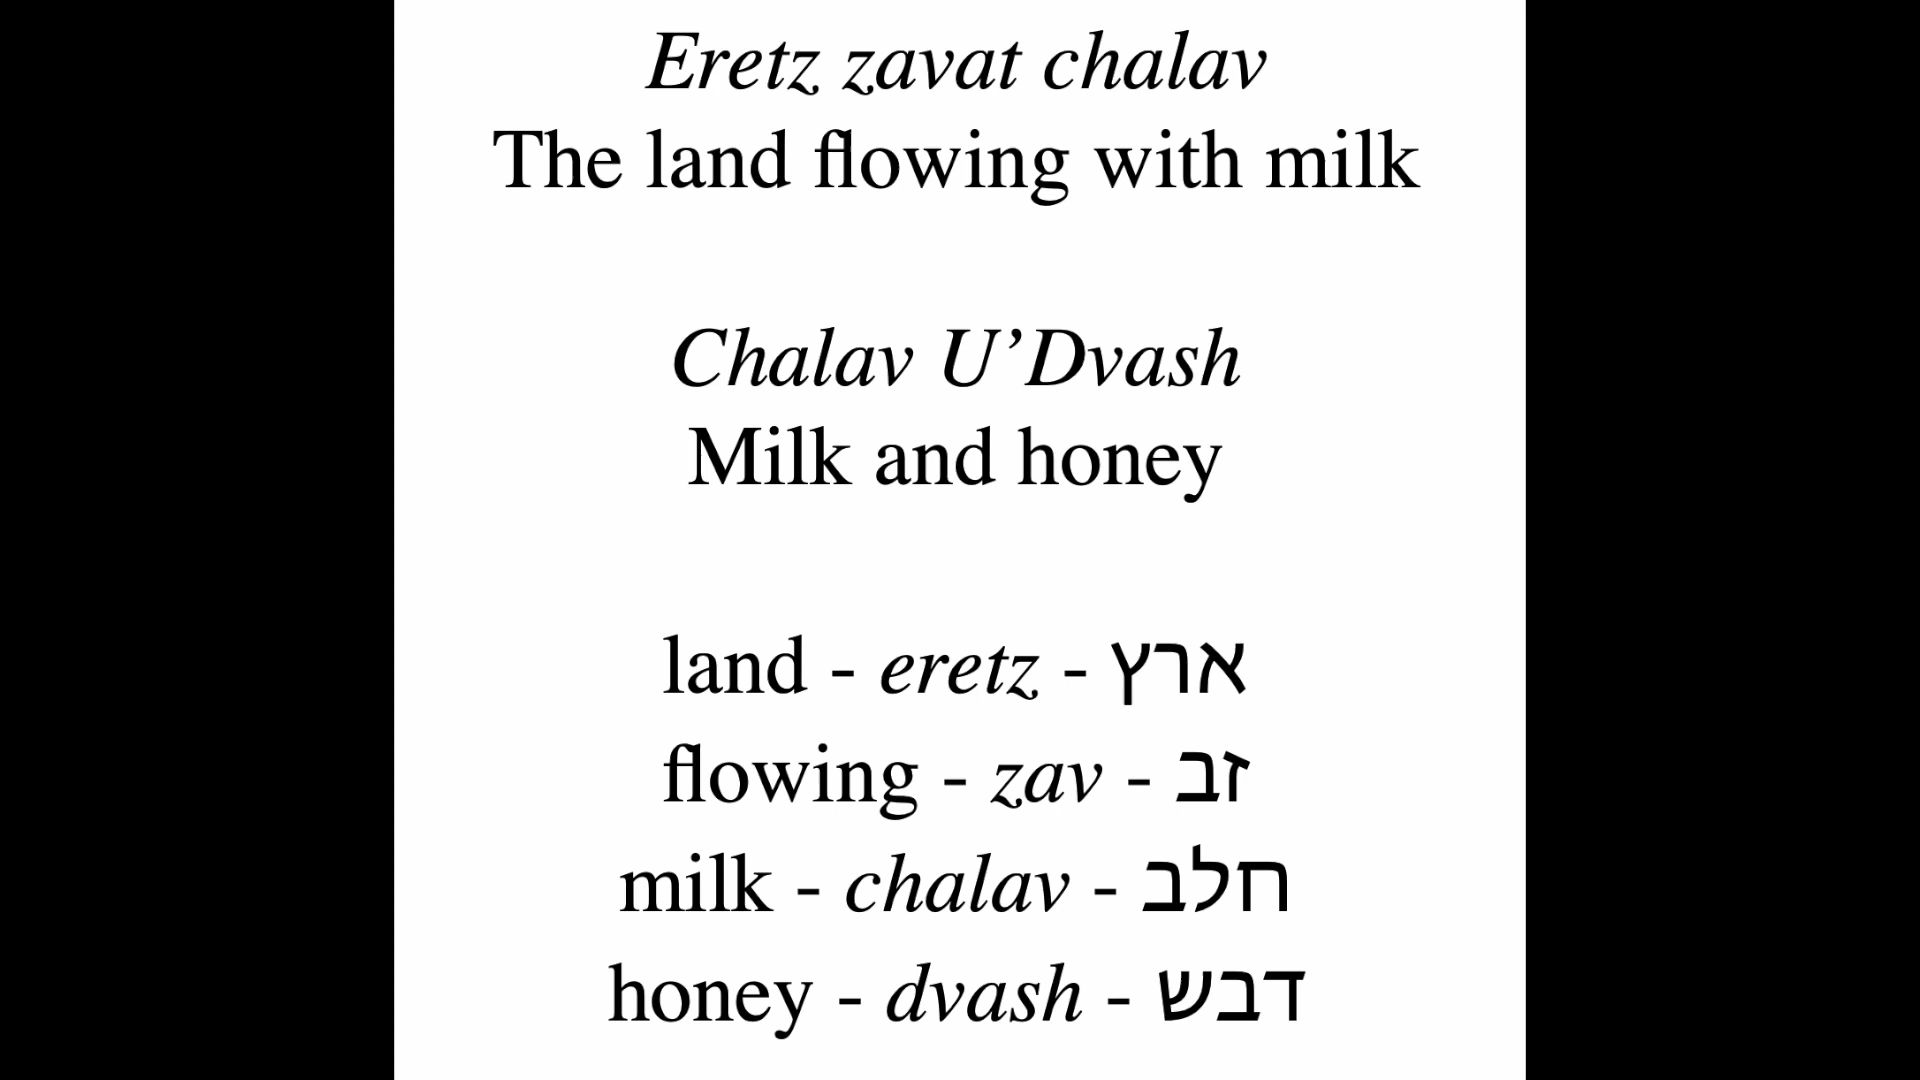 Eretz zavat chalav
The land flowing with milk
Chalav U’Dvash
Milk and honey
land - eretz - ארץ
flowing - zav - זב
milk - chalav - חלב
honey - dvash - דבש